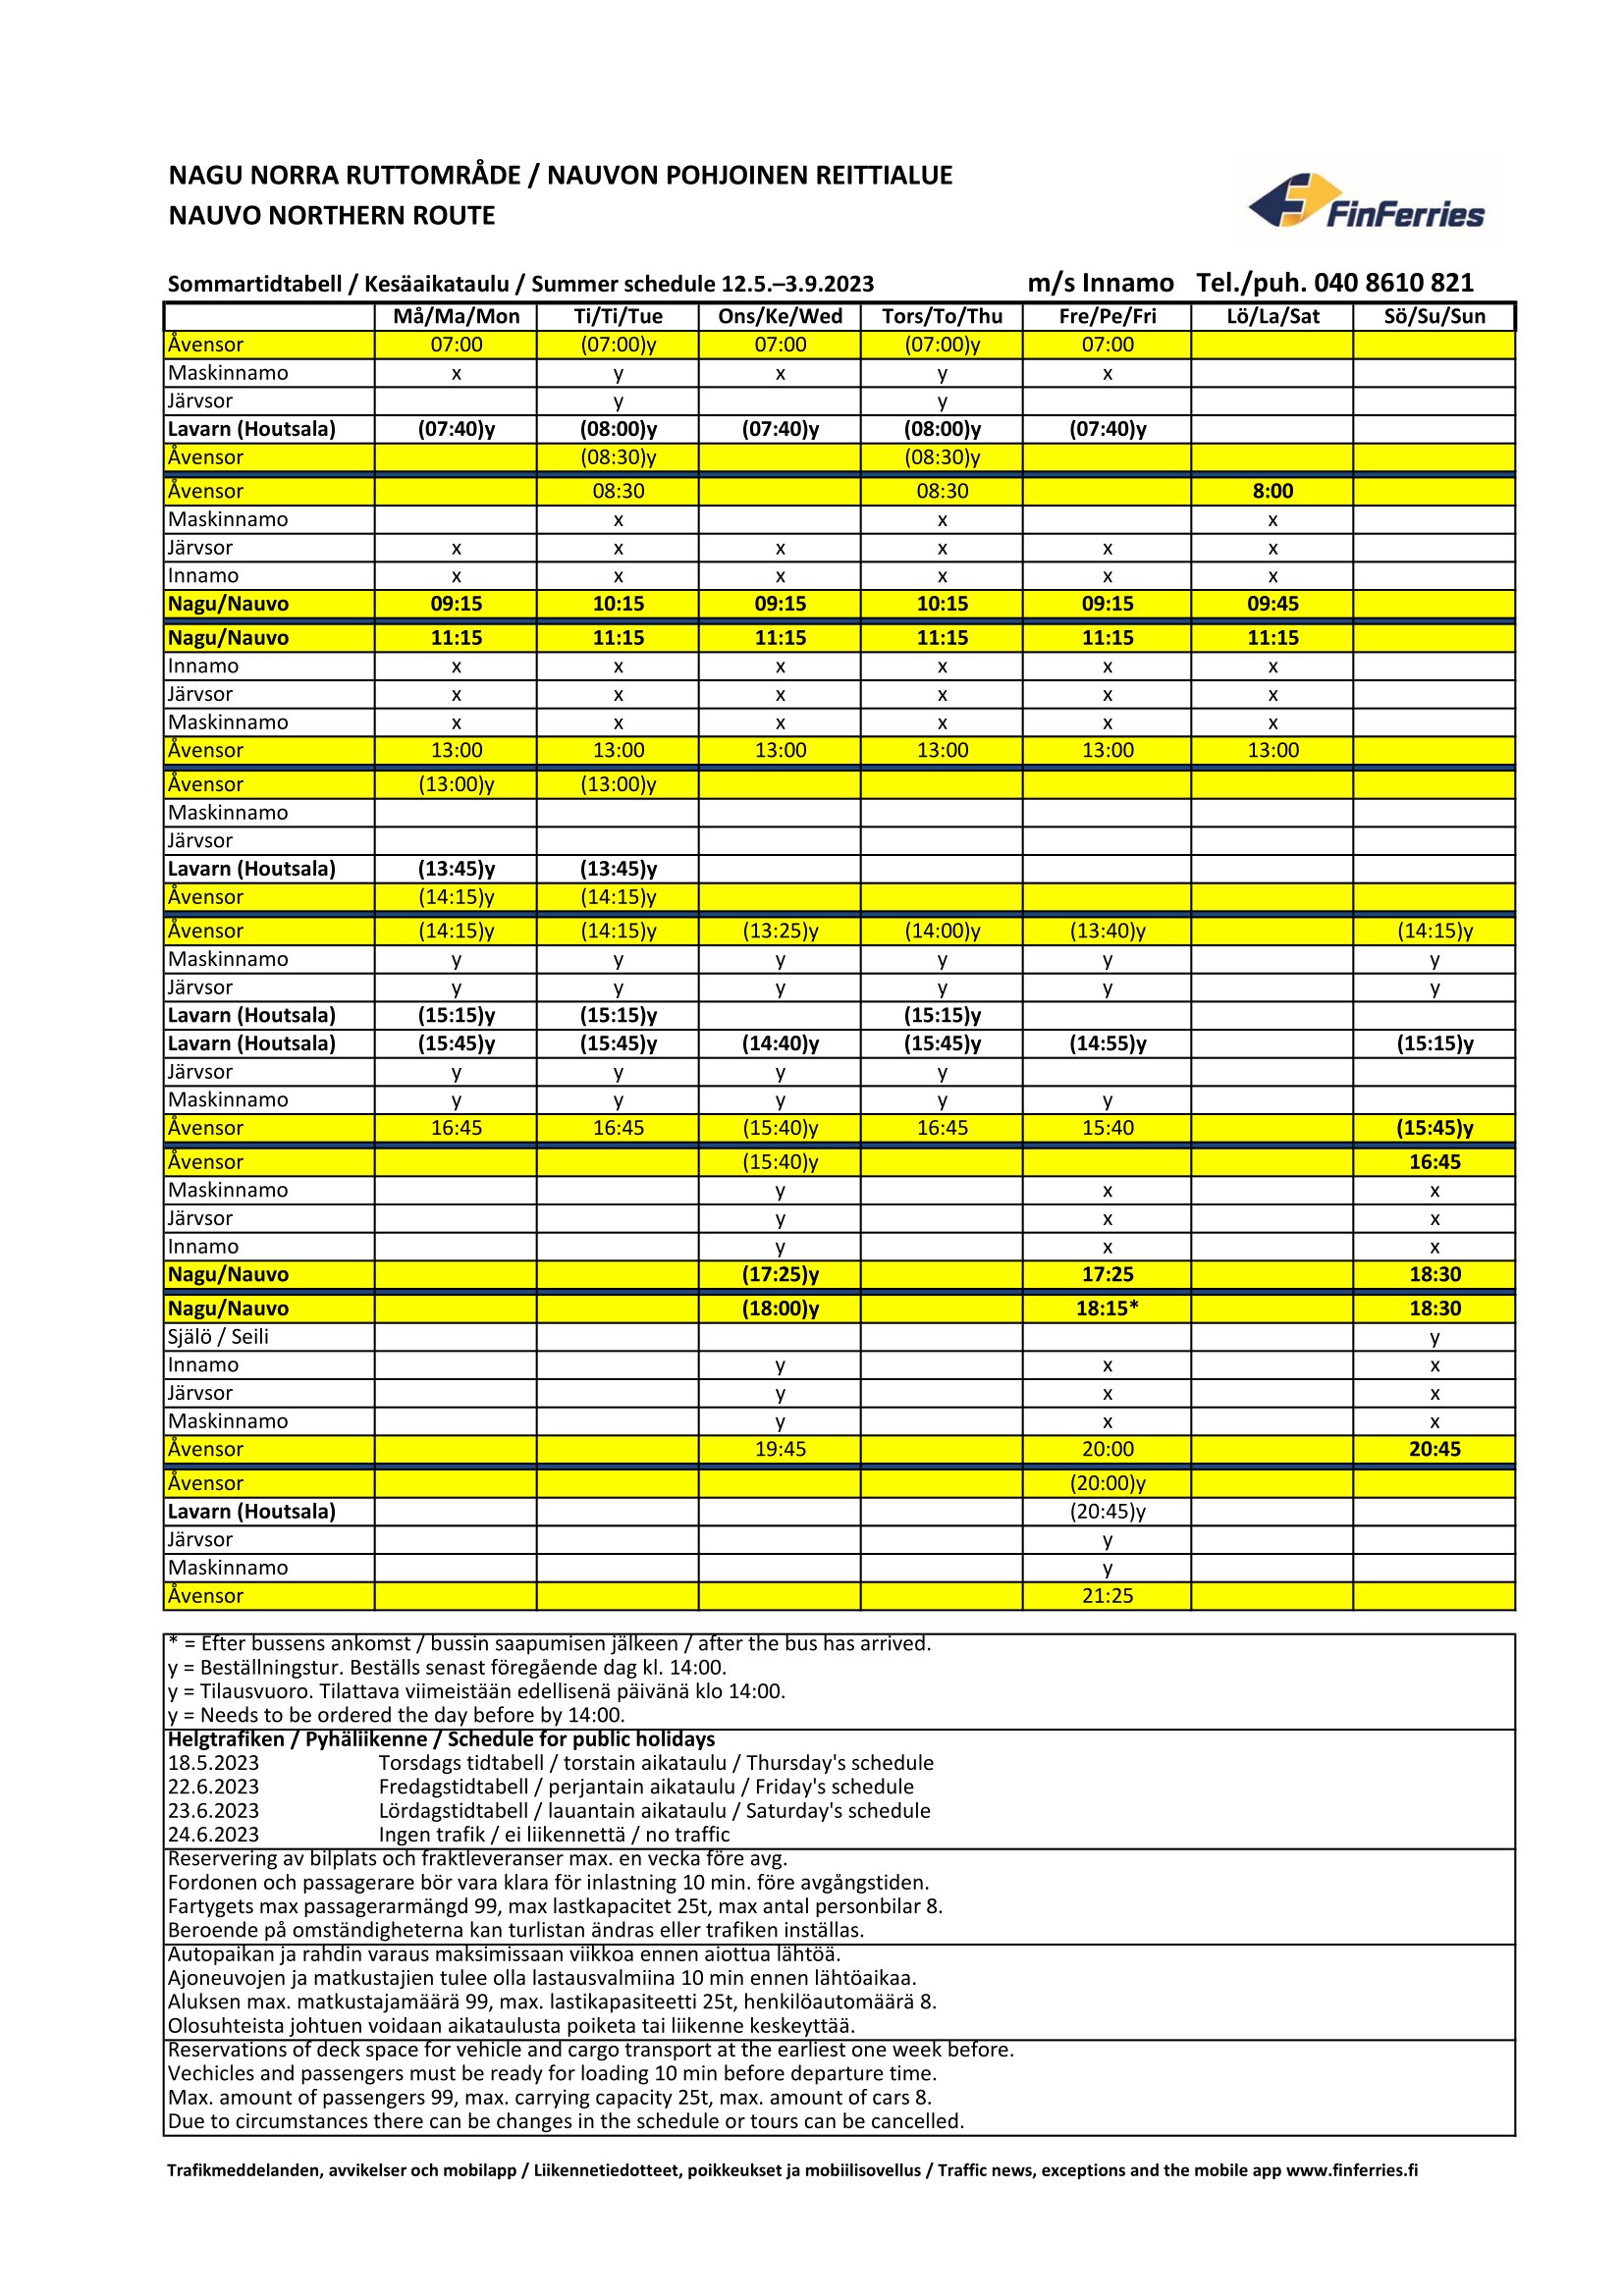 NAGU NORRA RUTTOMRÅDE / NAUVON POHJOINEN REITTIALUE
NAUVO NORTHERN ROUTE
FinFerries
Sommartidtabell / Kesäaikataulu / Summer schedule 12.5.–3.9.2023 m/s Innamo Tel./puh. 040 8610 821
Må/Ma/Mon Ti/Ti/Tue Ons/Ke/Wed Tors/To/Thu Fre/Pe/Fri Lö/La/Sat Sö/Su/Sun
Åvensor 07:00 (07:00)y 07:00 (07:00)y 07:00
Maskinnamo x y x y x
Järvsor y y
Lavarn (Houtsala) (07:40)y (08:00)y (07:40)y (08:00)y (07:40)y
Åvensor (08:30)y (08:30)y
Åvensor 08:30 08:30 8:00
Maskinnamo x x x
Järvsor x x x x x x
Innamo x x x x x x
Nagu/Nauvo 09:15 10:15 09:15 10:15 09:15 09:45
Nagu/Nauvo 11:15 11:15 11:15 11:15 11:15 11:15
Innamo x x x x x x
Järvsor x x x x x x
Maskinnamo x x x x x x
Åvensor 13:00 13:00 13:00 13:00 13:00 13:00
Åvensor (13:00)y (13:00)y
Maskinnamo
Järvsor
Lavarn (Houtsala) (13:45)y (13:45)y
Åvensor (14:15)y (14:15)y
Åvensor (14:15)y (14:15)y (13:25)y (14:00)y (13:40)y (14:15)y
Maskinnamo y y y y y y
Järvsor y y y y y y
Lavarn (Houtsala) (15:15)y (15:15)y (15:15)y
Lavarn (Houtsala) (15:45)y (15:45)y (14:40)y (15:45)y (14:55)y (15:15)y
Järvsor y y y y
Maskinnamo y y y y y
Åvensor 16:45 16:45 (15:40)y 16:45 15:40 (15:45)y
Åvensor (15:40)y 16:45
Maskinnamo y x x
Järvsor y x x
Innamo y x x
Nagu/Nauvo (17:25)y 17:25 18:30
Nagu/Nauvo (18:00)y 18:15* 18:30
Själö / Seili y
Innamo y x x
Järvsor y x x
Maskinnamo y x x
Åvensor 19:45 20:00 20:45
Åvensor (20:00)y
Lavarn (Houtsala) (20:45)y
Järvsor y
Maskinnamo y
Åvensor 21:25
* = Efter bussens ankomst / bussin saapumisen jälkeen / after the bus has arrived.
y = Beställningstur. Beställs senast föregående dag kl. 14:00.
y = Tilausvuoro. Tilattava viimeistään edellisenä päivänä klo 14:00.
y = Needs to be ordered the day before by 14:00.
Helgtrafiken / Pyhäliikenne / Schedule for public holidays
18.5.2023 Torsdags tidtabell / torstain aikataulu / Thursday's schedule
22.6.2023 Fredagstidtabell / perjantain aikataulu / Friday's schedule
23.6.2023 Lördagstidtabell / lauantain aikataulu / Saturday's schedule
24.6.2023 Ingen trafik / ei liikennettä / no traffic
Reservering av bilplats och fraktleveranser max. en vecka före avg.
Fordonen och passagerare bör vara klara för inlastning 10 min. före avgångstiden.
Fartygets max passagerarmängd 99, max lastkapacitet 25t, max antal personbilar 8.
Beroende på omständigheterna kan turlistan ändras eller trafiken inställas.
Autopaikan ja rahdin varaus maksimissaan viikkoa ennen aiottua lähtöä.
Ajoneuvojen ja matkustajien tulee olla lastausvalmiina 10 min ennen lähtöaikaa.
Aluksen max. matkustajamäärä 99, max. lastikapasiteetti 25t, henkilöautomäärä 8.
Olosuhteista johtuen voidaan aikataulusta poiketa tai liikenne keskeyttää.
Reservations of deck space for vehicle and cargo transport at the earliest one week before.
Vechicles and passengers must be ready for loading 10 min before departure time.
Max. amount of passengers 99, max. carrying capacity 25t, max. amount of cars 8.
Due to circumstances there can be changes in the schedule or tours can be cancelled.
Trafikmeddelanden, avvikelser och mobilapp / Liikennetiedotteet, poikkeukset ja mobiilisovellus / Traffic news, exceptions and the mobile app www.finferries.fi